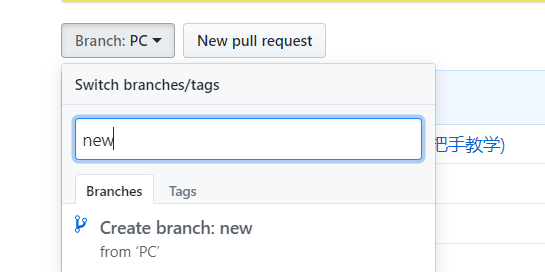 Branch: PC
New pull request
Switch branches/tags
new
把手教学)
Branches
Tags
Create branch: new
from ‘PC’